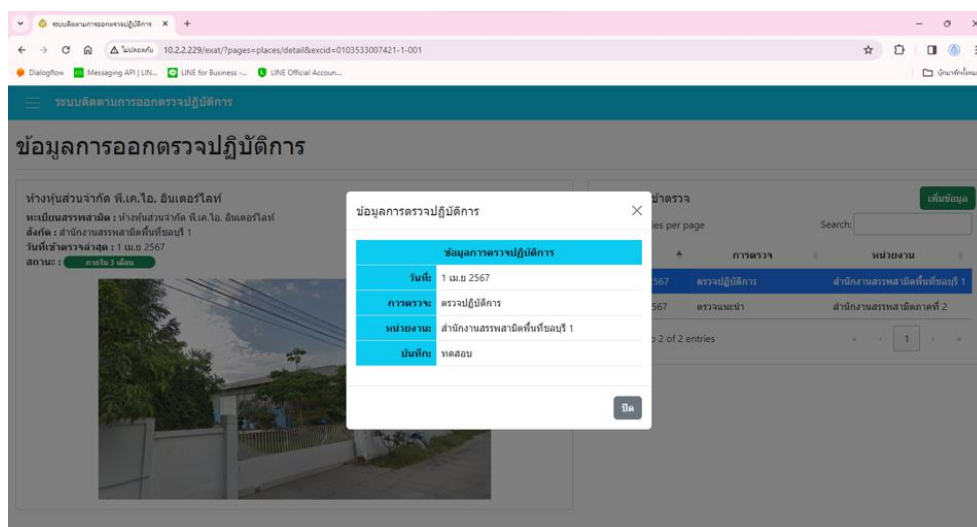 ระบบติดตามการออกตรวจปฏิบัติการ
ไม่ปลอดภัย 10.2.2.229/exat/?pages=places/detail&excid=0103533007421-1-001
Dialogflow Messaging API | LIN... LINE for Business -... LINE Official Accoun...
ระบบติดตามการออกตรวจปฏิบัติการ
ข้อมูลการออกตรวจปฏิบัติการ
ห้างหุ้นส่วนจำกัด พี.เค.ไอ. อินเตอร์ไลท์
ทะเบียนสรรพสามิต : ห้างหุ้นส่วนจำกัด พี.เค.ไอ. อินเตอร์ไลท์
สังกัด : สำนักงานสรรพสามิตพื้นที่ชลบุรี 1
วันที่เข้าตรวจล่าสุด : 1 เม.ย 2567
สถานะ : ภายใน 3 เดือน
ข้อมูลการตรวจปฏิบัติการ
ข้อมูลการตรวจปฏิบัติการ
วันที่: 1 เม.ย 2567
การตรวจ: ตรวจปฏิบัติการ
หน่วยงาน: สำนักงานสรรพสามิตพื้นที่ชลบุรี 1
บันทึก: ทดสอบ
ปิด
เพิ่มข้อมูล
per page Search:
การตรวจ หน่วยงาน
2567 ตรวจปฏิบัติการ สำนักงานสรรพสามิตพื้นที่ชลบุรี 1
2567 ตรวจแนะนำ สำนักงานสรรพสามิตภาคที่ 2
2 of 2 entries « ‹ 1 › »